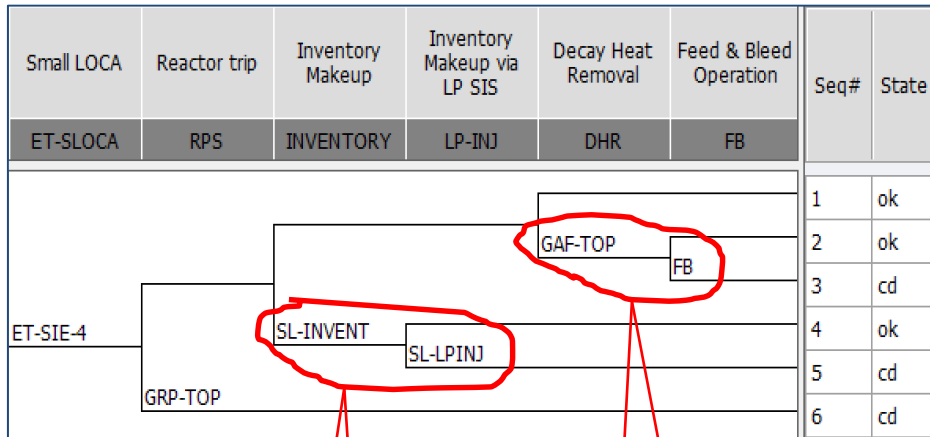 Small LOCA
Reactor trip
Inventory
Makeup
Inventory
Makeup via
LP SIS
Decay Heat
Removal
Feed & Bleed
Operation
Seq#
State
ET-SLOCA
RPS
INVENTORY
LP-INJ
DHR
FB
1 ok
GAF-TOP
2 ok
FB
3 cd
ET-SIE-4
SL-INVENT
4 ok
SL-LPINJ
5 cd
GRP-TOP
6 cd